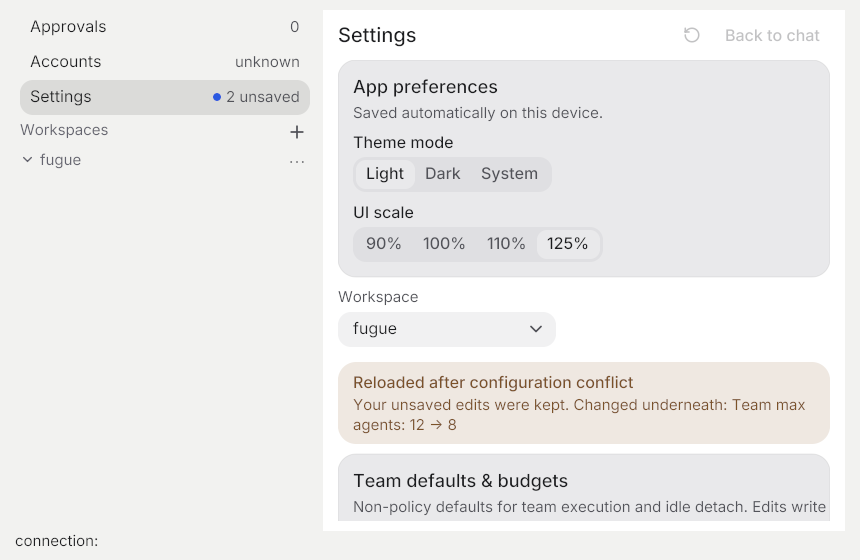 Approvals 0
Accounts unknown
Settings 2 unsaved
Workspaces
fugue
connection:
Settings Back to chat
App preferences
Saved automatically on this device.
Theme mode
Light Dark System
UI scale
90% 100% 110% 125%
Workspace
fugue
Reloaded after configuration conflict
Your unsaved edits were kept. Changed underneath: Team max
agents: 12 → 8
Team defaults & budgets
Non-policy defaults for team execution and idle detach. Edits write